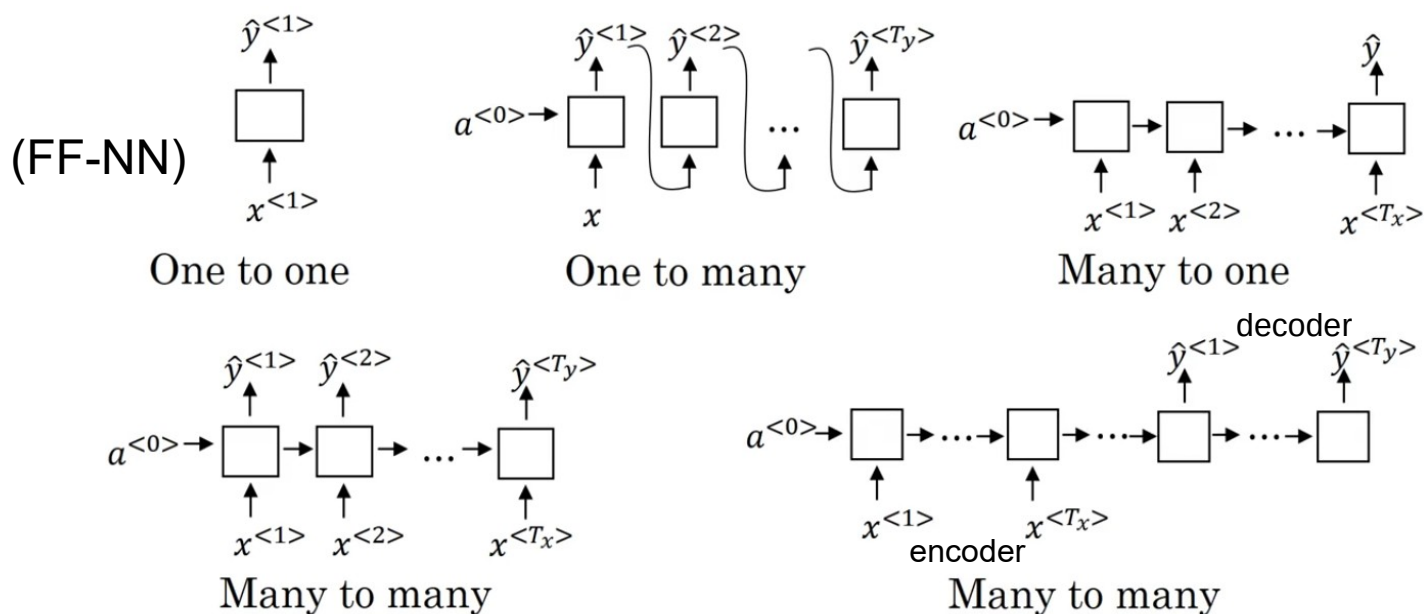 ŷ<1>
ŷ<1> ŷ<2> ŷ<Ty>
ŷ
a<0>
...
a<0>
...
(FF-NN)
x<1>
x
x<1> x<2> x<Tx>
One to one
One to many
Many to one
ŷ<1> ŷ<2> ŷ<Ty>
a<0>
...
x<1> x<2> x<Tx>
Many to many
decoder
ŷ<1> ŷ<Ty>
a<0>
... ... ...
x<1> x<Tx>
encoder
Many to many